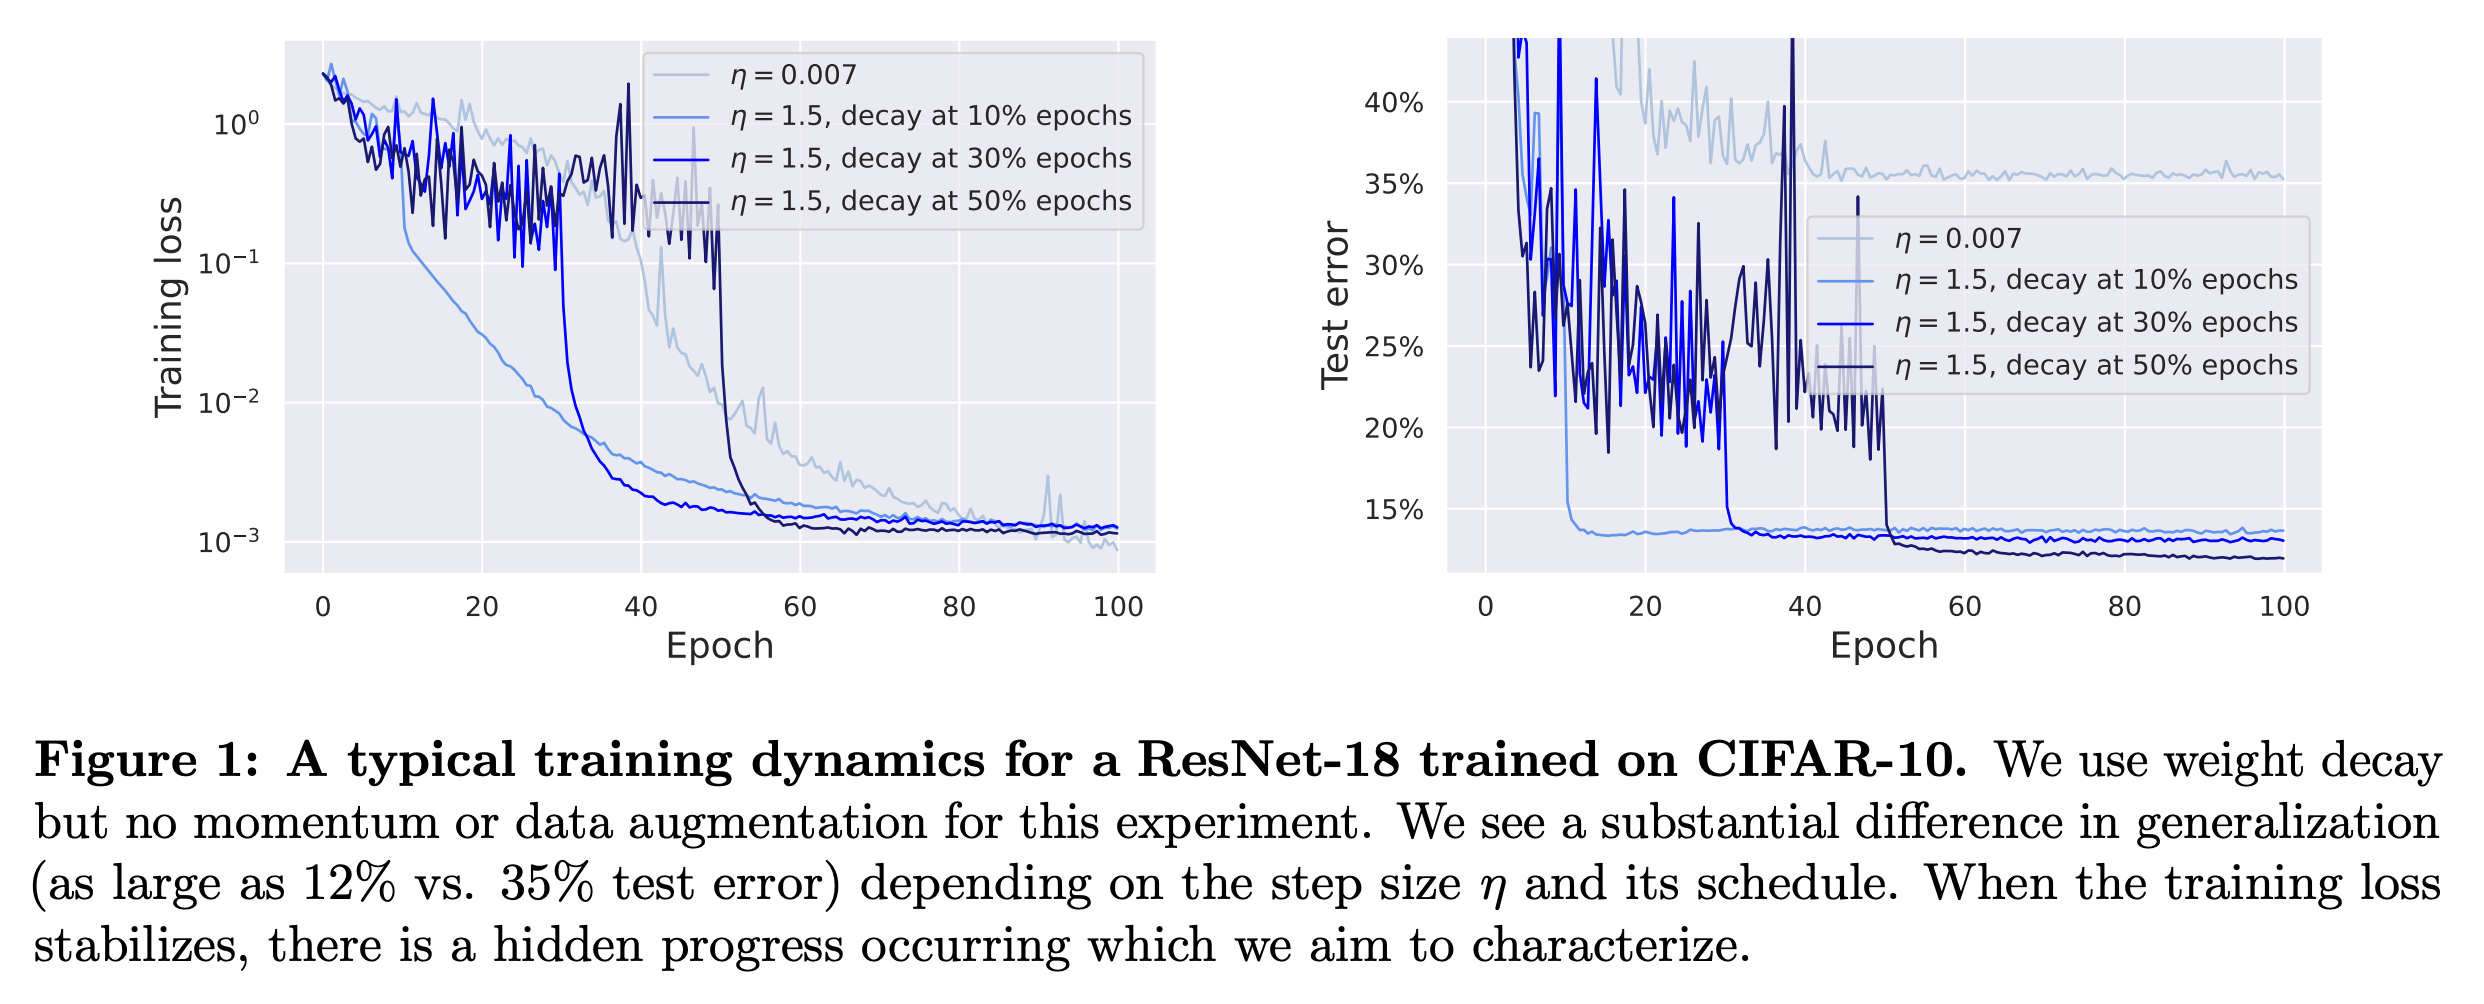 Training loss
10⁰
10⁻¹
10⁻²
10⁻³
0 20 40 60 80 100
Epoch
η = 0.007
η = 1.5, decay at 10% epochs
η = 1.5, decay at 30% epochs
η = 1.5, decay at 50% epochs
Test error
40%
35%
30%
25%
20%
15%
0 20 40 60 80 100
Epoch
η = 0.007
η = 1.5, decay at 10% epochs
η = 1.5, decay at 30% epochs
η = 1.5, decay at 50% epochs
Figure 1: A typical training dynamics for a ResNet-18 trained on CIFAR-10. We use weight decay
but no momentum or data augmentation for this experiment. We see a substantial difference in generalization
(as large as 12% vs. 35% test error) depending on the step size η and its schedule. When the training loss
stabilizes, there is a hidden progress occurring which we aim to characterize.